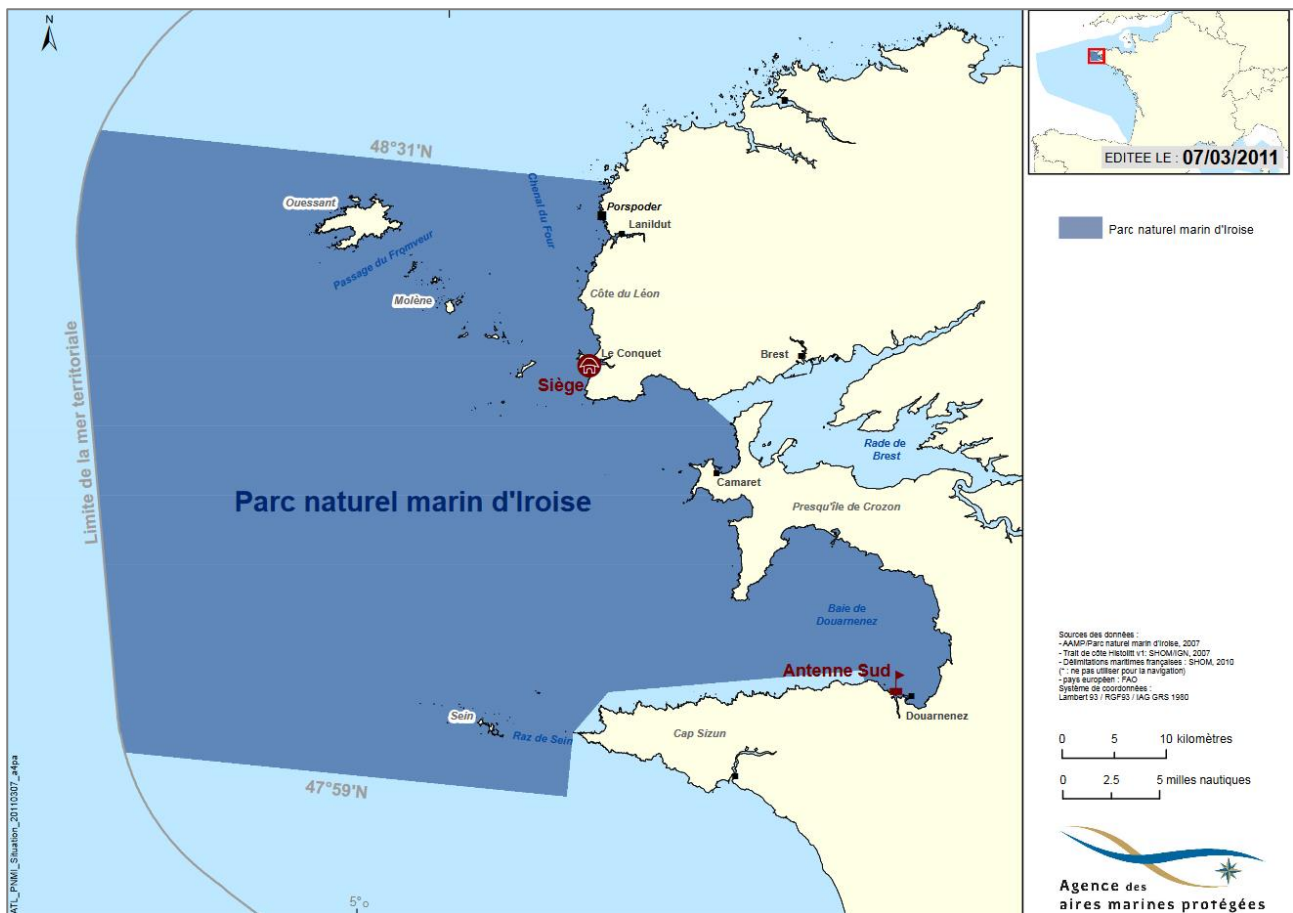 N
48°31'N
Ouessant
Chenal du Four
Porspoder
Lanildut
Passage du Fromveur
Molène
Côte du Léon
Le Conquet
Brest
Siège
Limite de la mer territoriale
Rade de
Brest
Camaret
Parc naturel marin d'Iroise
Presqu'île de Crozon
Baie de
Douarnenez
Antenne Sud
Douarnenez
Sein
Raz de Sein
Cap Sizun
47°59'N
5°
ATL_PNMI_Situation_20110307_a4pa
EDITEE LE : 07/03/2011
Parc naturel marin d'Iroise
Sources des données :
- AAMP/Parc naturel marin d'Iroise, 2007
- Trait de côte Histolitt v1: SHOM/IGN, 2007
- Délimitations maritimes françaises : SHOM, 2010
(* : ne pas utiliser pour la navigation)
- pays européen : FAO
Système de coordonnées :
Lambert 93 / RGF93 / IAG GRS 1980
0 5 10 kilomètres
0 2.5 5 milles nautiques
Agence des
aires marines protégées